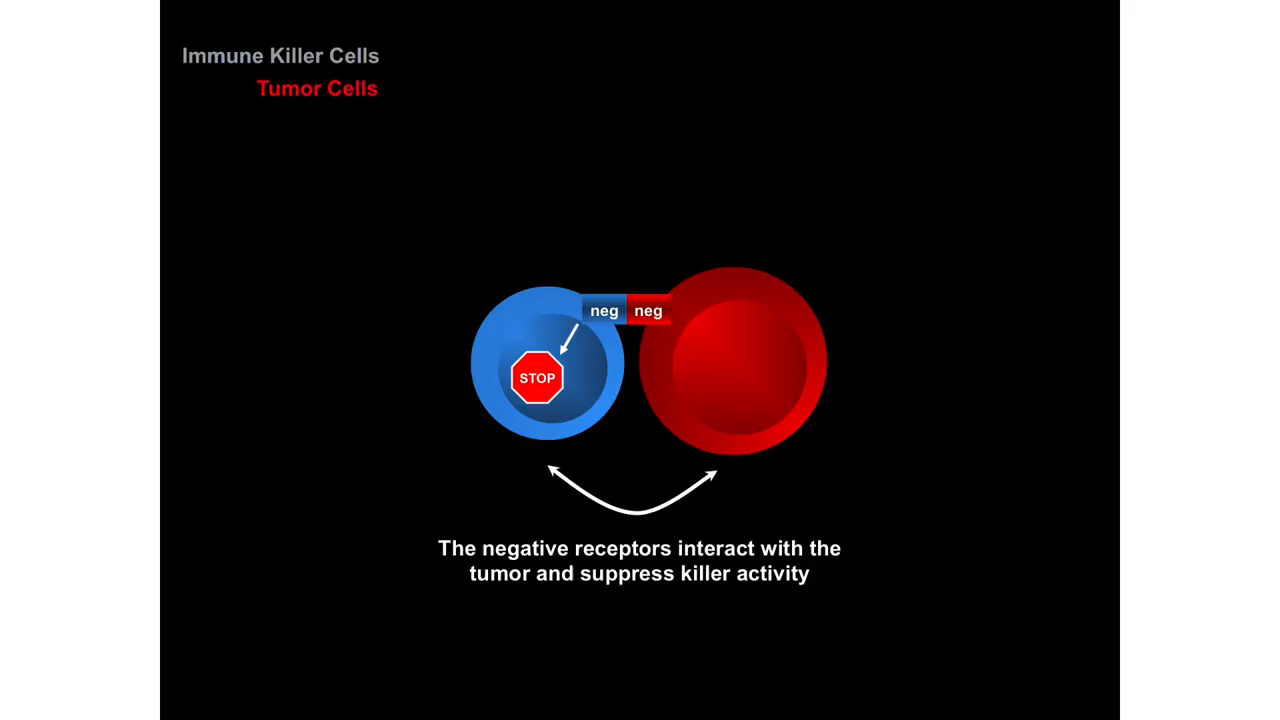 Immune Killer Cells
Tumor Cells
neg neg
STOP
The negative receptors interact with the
tumor and suppress killer activity